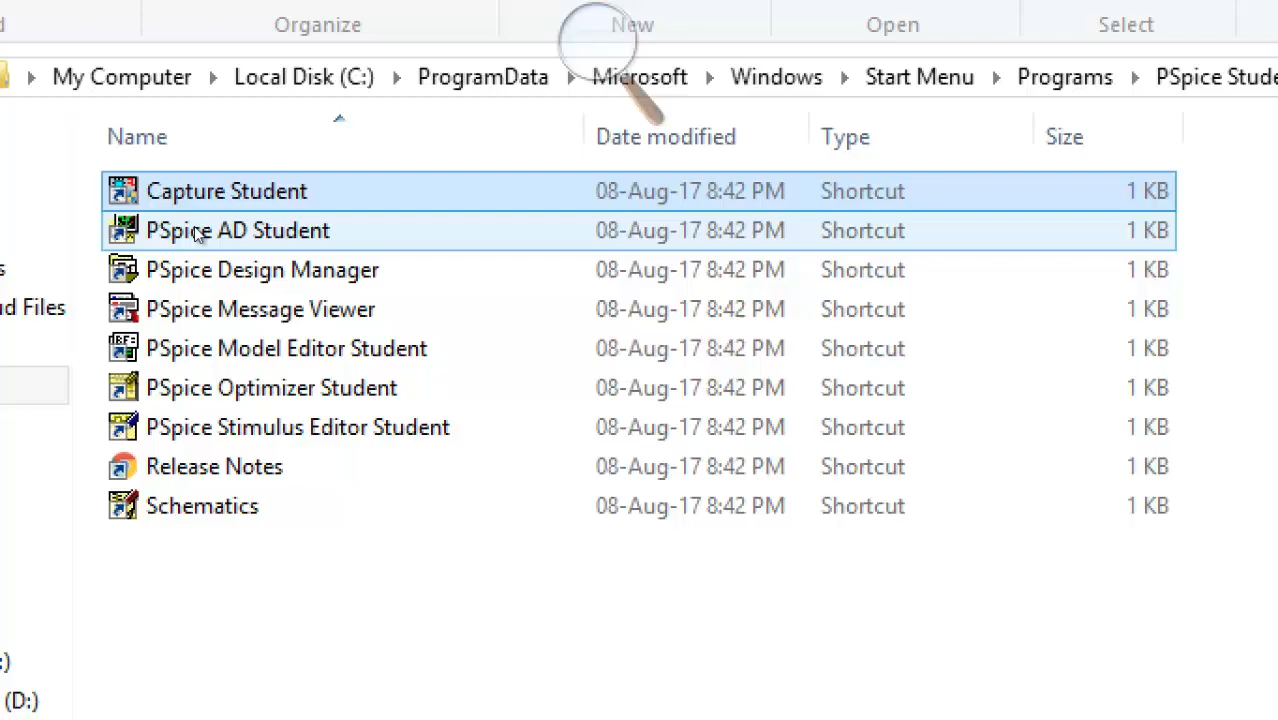 Organize New Open Select
My Computer Local Disk (C:) ProgramData Microsoft Windows Start Menu Programs PSpice Stude
Name Date modified Type Size
Capture Student 08-Aug-17 8:42 PM Shortcut 1 KB
PSpice AD Student 08-Aug-17 8:42 PM Shortcut 1 KB
PSpice Design Manager 08-Aug-17 8:42 PM Shortcut 1 KB
PSpice Message Viewer 08-Aug-17 8:42 PM Shortcut 1 KB
PSpice Model Editor Student 08-Aug-17 8:42 PM Shortcut 1 KB
PSpice Optimizer Student 08-Aug-17 8:42 PM Shortcut 1 KB
PSpice Stimulus Editor Student 08-Aug-17 8:42 PM Shortcut 1 KB
Release Notes 08-Aug-17 8:42 PM Shortcut 1 KB
Schematics 08-Aug-17 8:42 PM Shortcut 1 KB
s
d Files
:)
(D:)